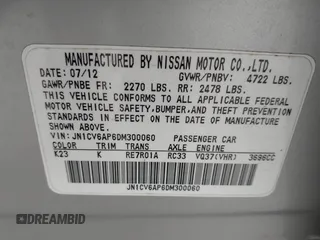 MANUFACTURED BY NISSAN MOTOR CO.,LTD.
DATE: 07/12 GVWR/PNBV: 4722 LBS.
GAWR/PNBE FR: 2270 LBS. RR: 2478 LBS.
THIS VEHICLE CONFORMS TO ALL APPLICABLE FEDERAL
MOTOR VEHICLE SAFETY,BUMPER,AND THEFT PREVENTION
STANDARDS IN EFFECT ON THE DATE OF MANUFACTURE
SHOWN ABOVE.
JN1CV6AP6DM300060 PASSENGER CAR
COLOR TRIM TRANS AXLE ENGINE
K23 K RE7R01A RC33 VQ37(VHR) 3696CC
JN1CV6AP6DM300060